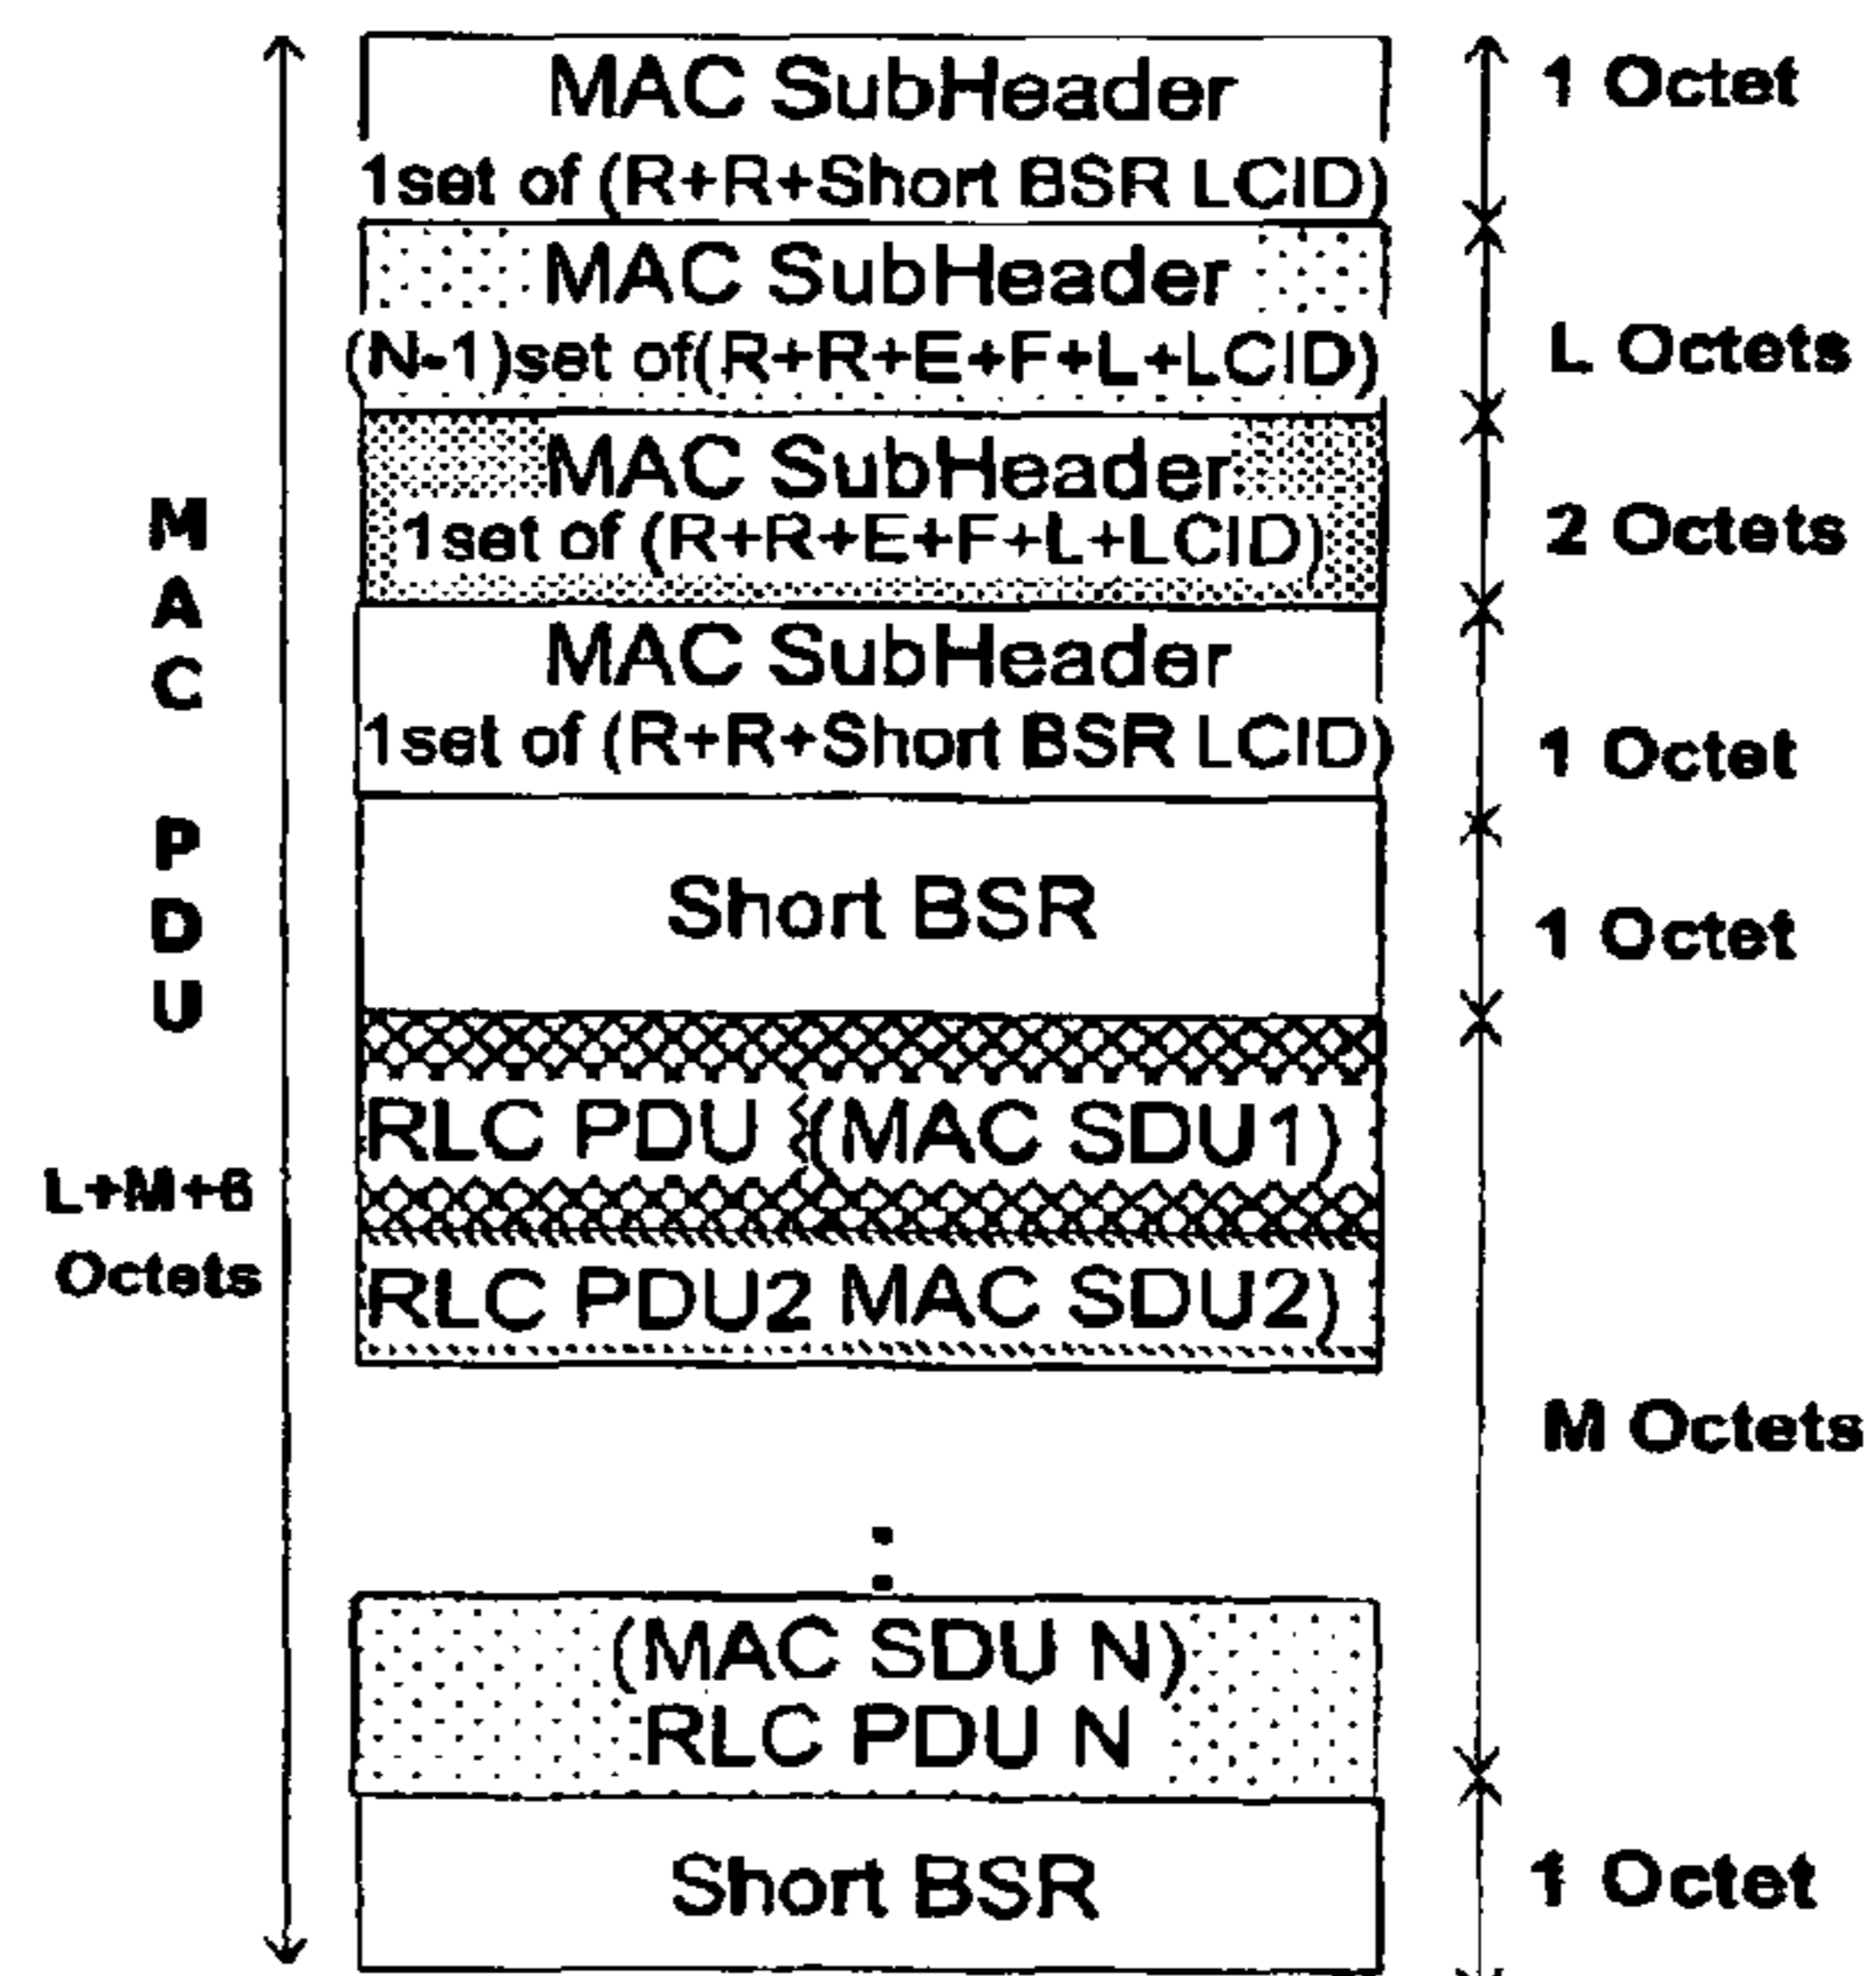 MAC SubHeader
1set of (R+R+Short BSR LCID)
1 Octet
MAC SubHeader
(N-1)set of(R+R+E+F+L+LCID)
L Octets
MAC SubHeader
1set of (R+R+E+F+L+LCID)
2 Octets
MAC SubHeader
1set of (R+R+Short BSR LCID)
1 Octet
Short BSR
1 Octet
MAC PDU
L+M+6
Octets
RLC PDU (MAC SDU1)
RLC PDU2 MAC SDU2)
M Octets
(MAC SDU N)
RLC PDU N
Short BSR
1 Octet